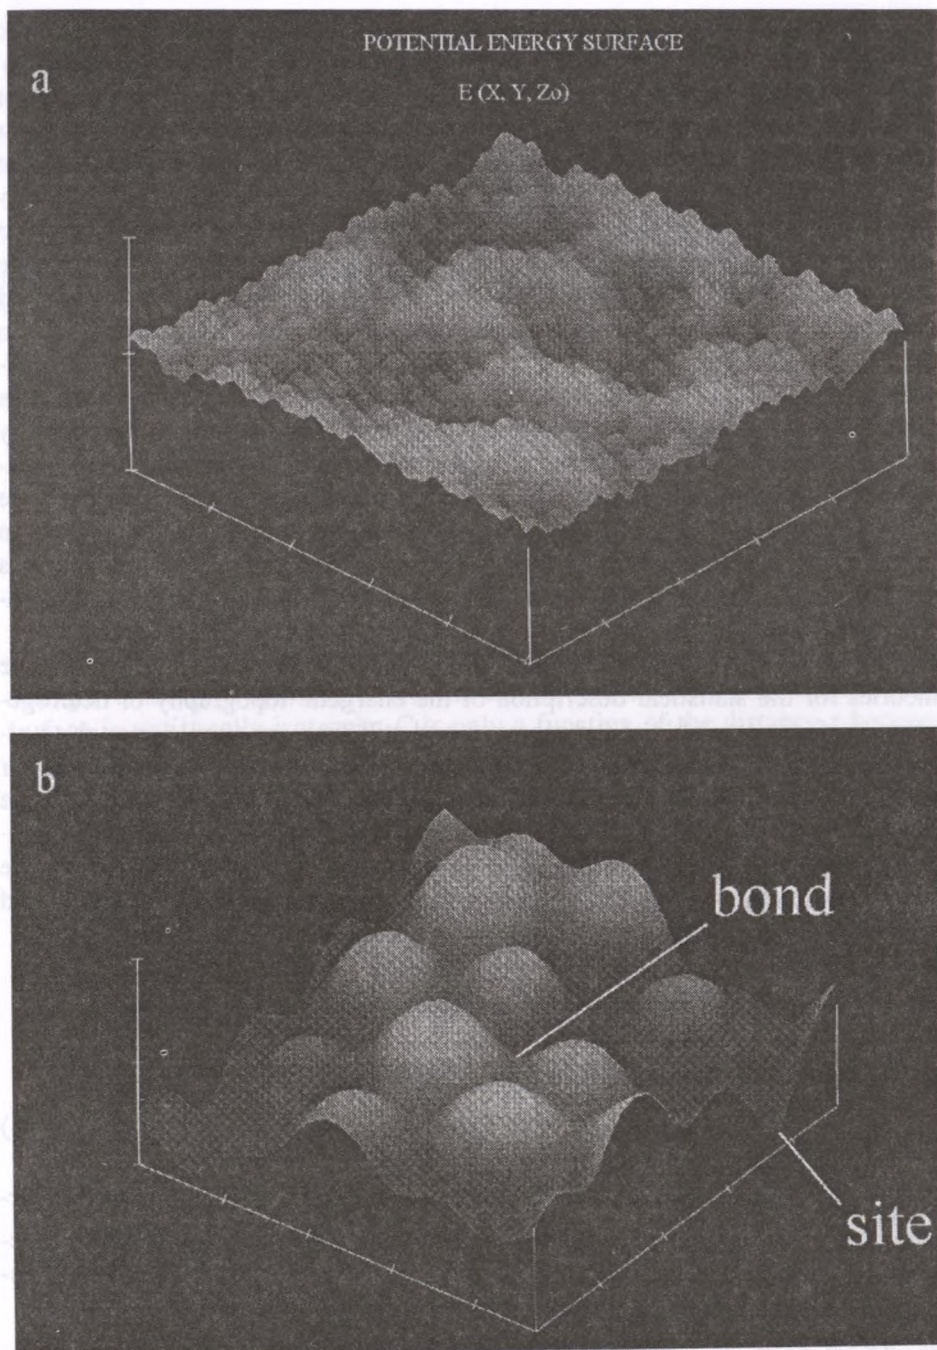 a
POTENTIAL ENERGY SURFACE
E (X, Y, Zo)
b
bond
site